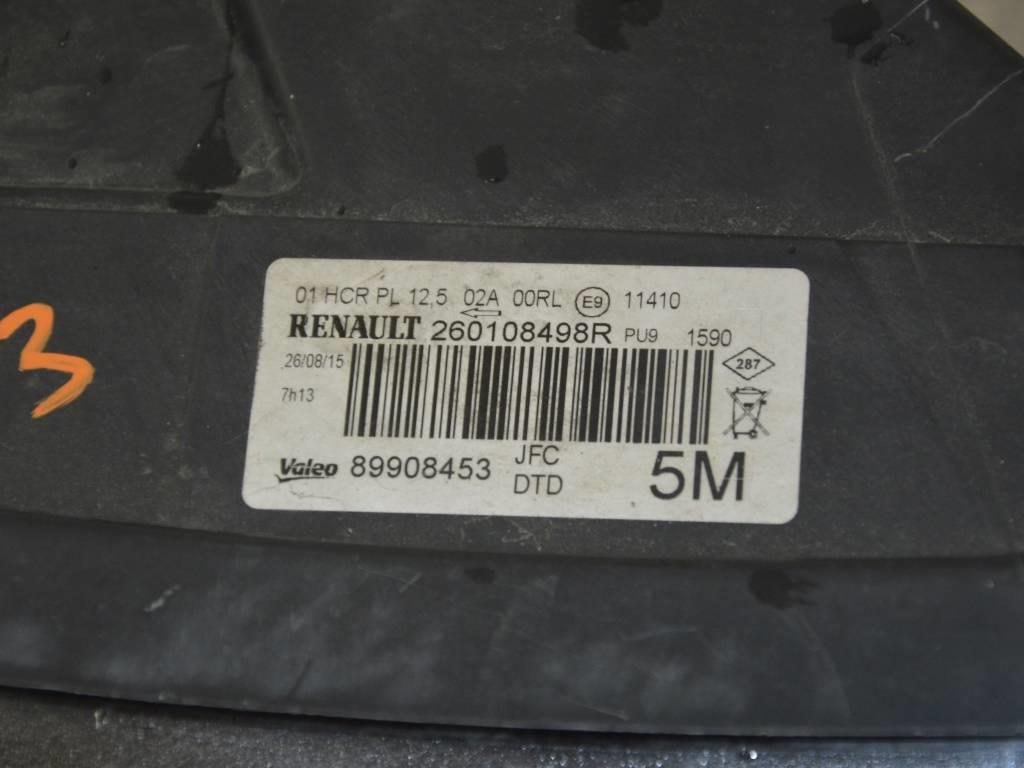 01 HCR PL 12,5 02A 00RL E9 11410
RENAULT 260108498R PU9 1590
26/08/15
287
7h13
Valeo 89908453 JFC
DTD
5M
3